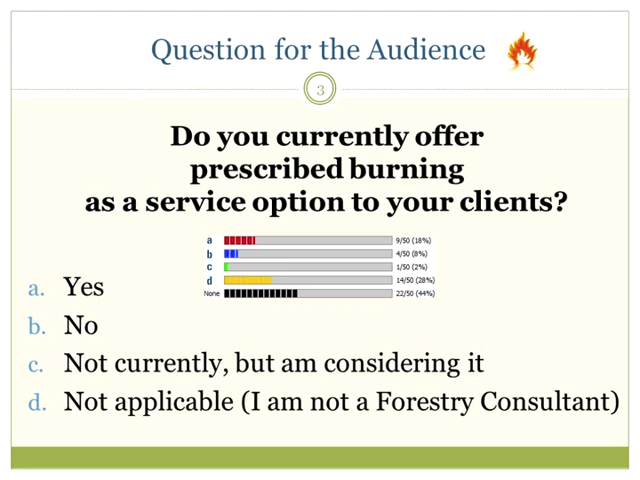 Question for the Audience
3
Do you currently offer
prescribed burning
as a service option to your clients?
a 9/50 (18%)
b 4/50 (8%)
c 1/50 (2%)
d 14/50 (28%)
None 22/50 (44%)
a. Yes
b. No
c. Not currently, but am considering it
d. Not applicable (I am not a Forestry Consultant)